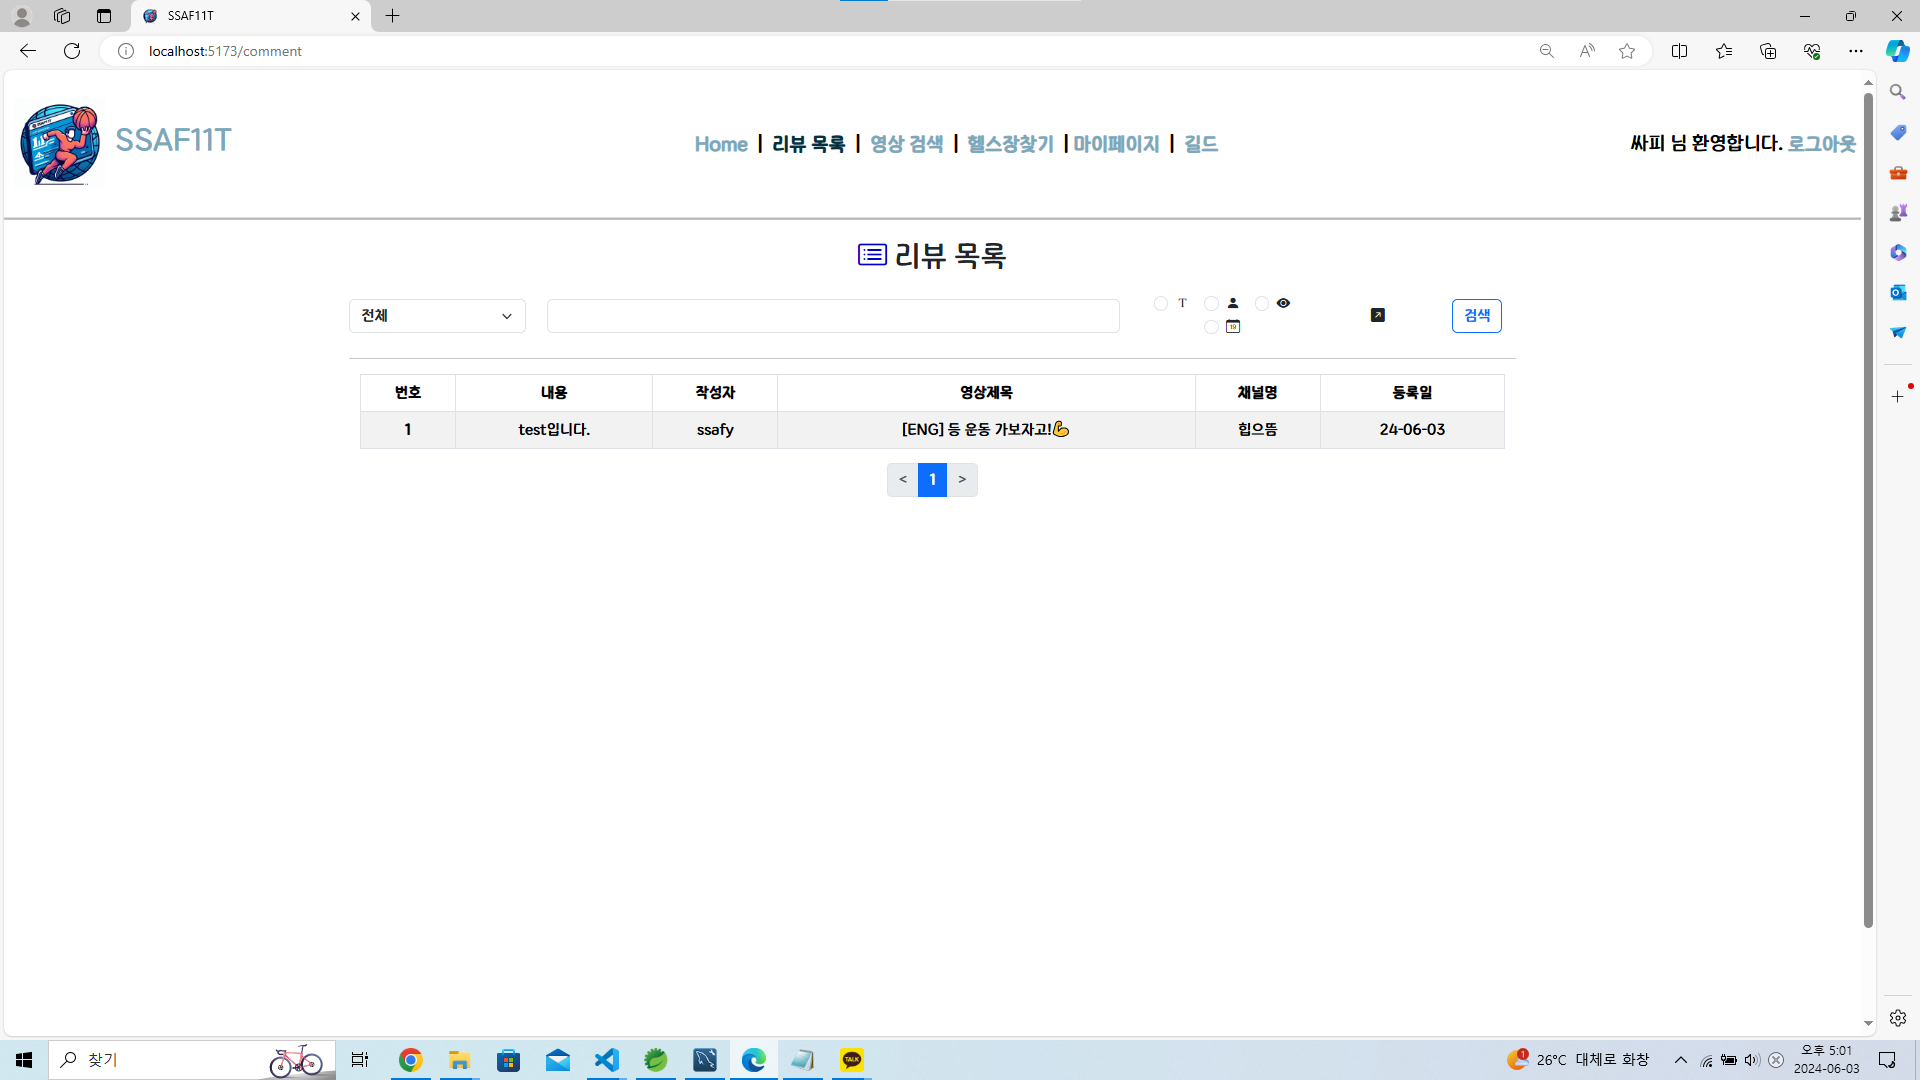 SSAF11T
localhost:5173/comment
SSAF11T
Home | 리뷰 목록 | 영상 검색 | 헬스장찾기 | 마이페이지 | 길드
싸피 님 환영합니다. 로그아웃
리뷰 목록
전체
T
19
검색
번호 내용 작성자 영상제목 채널명 등록일
1 test입니다. ssafy [ENG] 등 운동 가보자고!💪 힙으뜸 24-06-03
< 1 >
찾기
TALK
1
26°C 대체로 화창
오후 5:01
2024-06-03